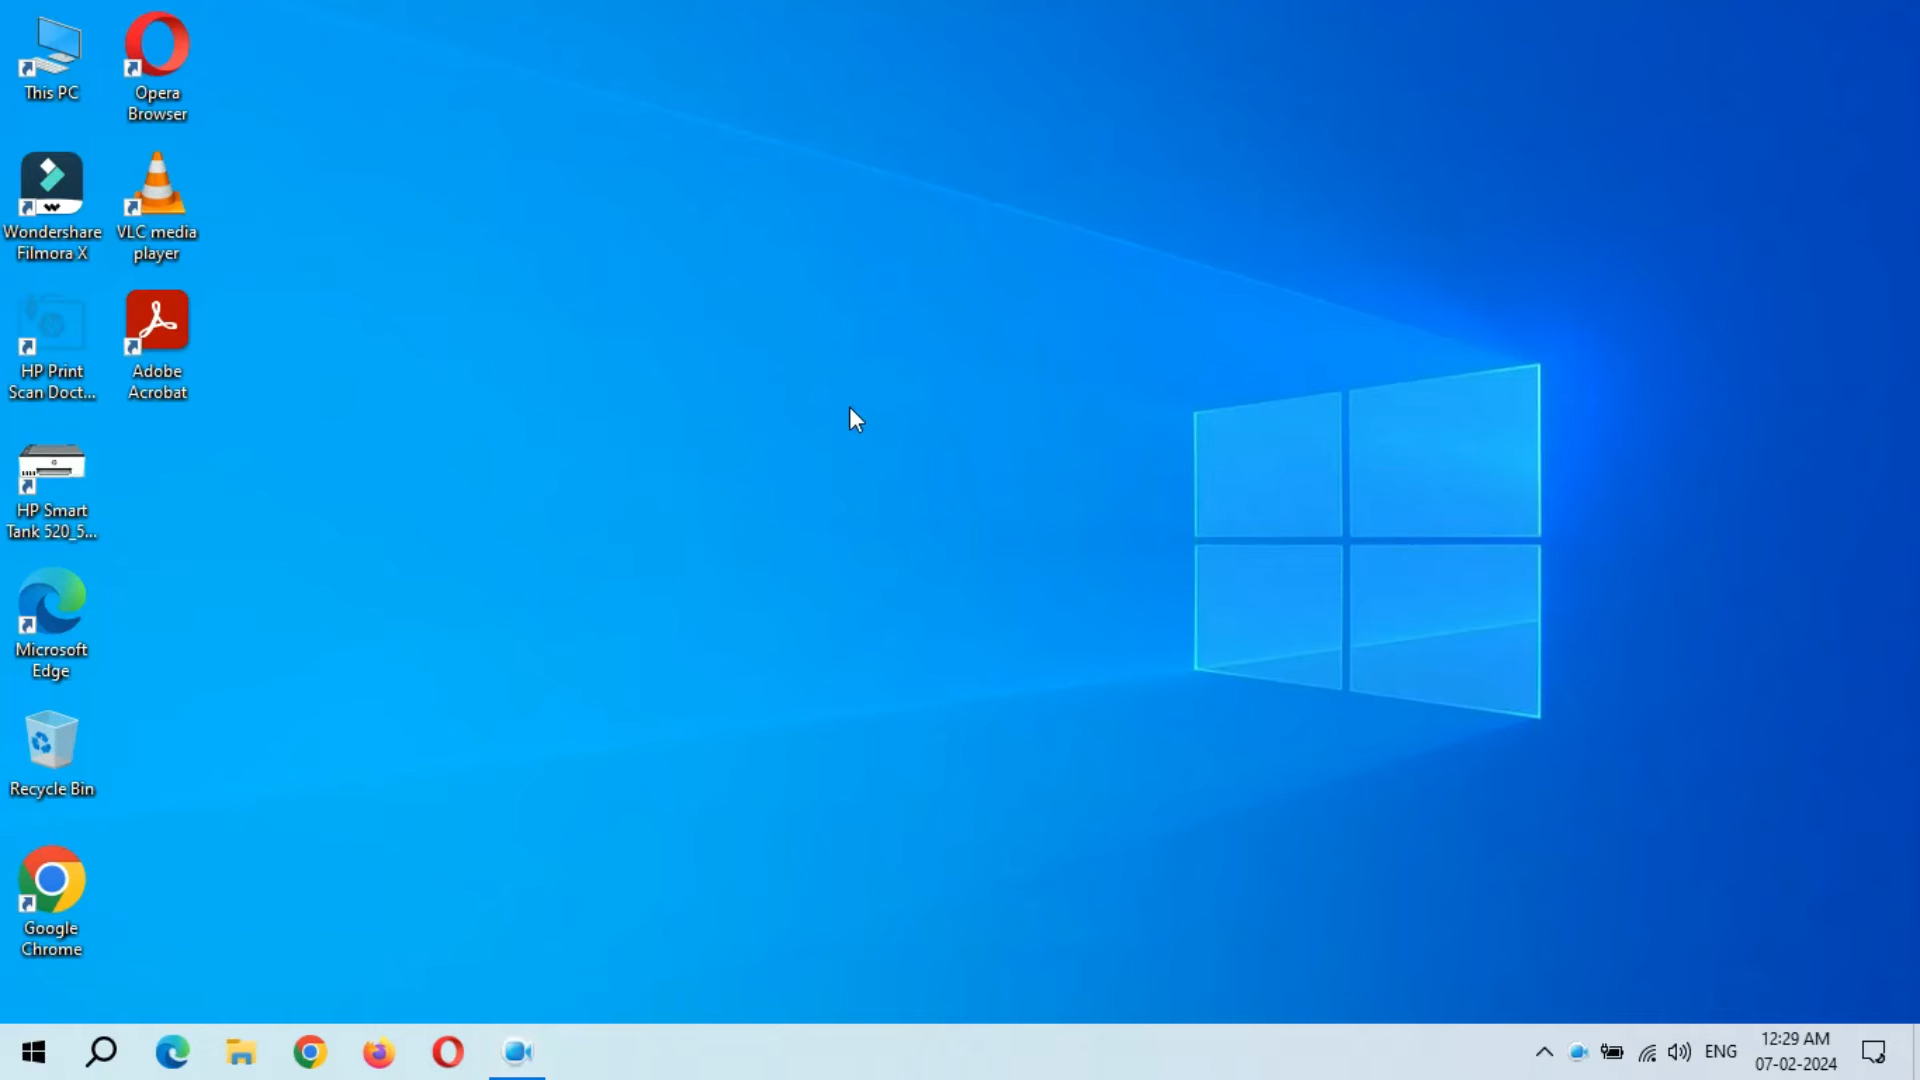 This PC
Opera
Browser
Wondershare
Filmora X
VLC media
player
HP Print
Scan Doct...
Adobe
Acrobat
HP Smart
Tank 520_5...
Microsoft
Edge
Recycle Bin
Google
Chrome
ENG
12:29 AM
07-02-2024